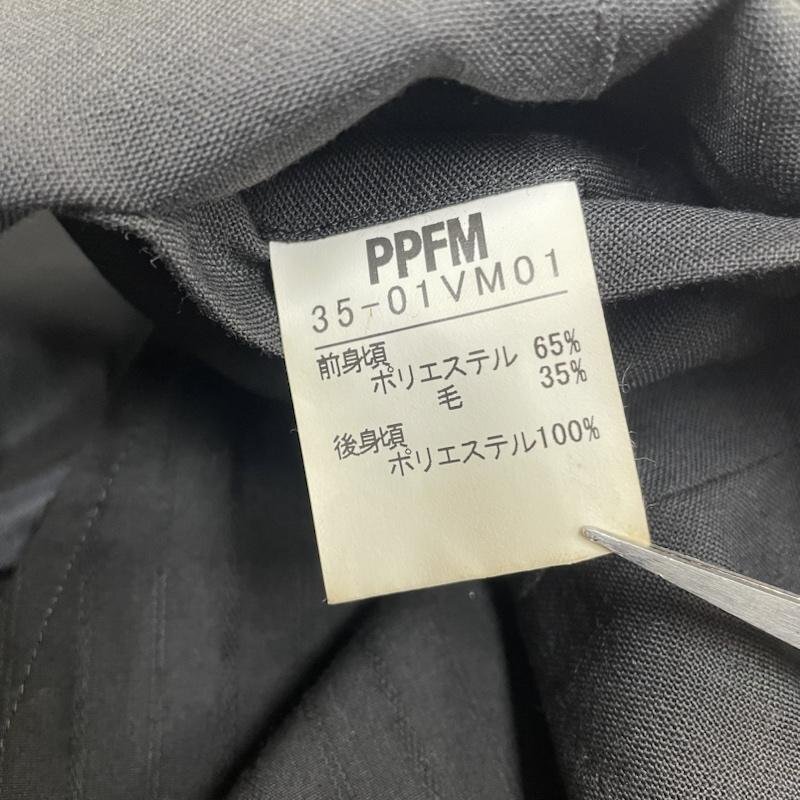 PPFM
35-01VM01
前身頃
ポリエステル 65%
毛 35%
後身頃
ポリエステル100%